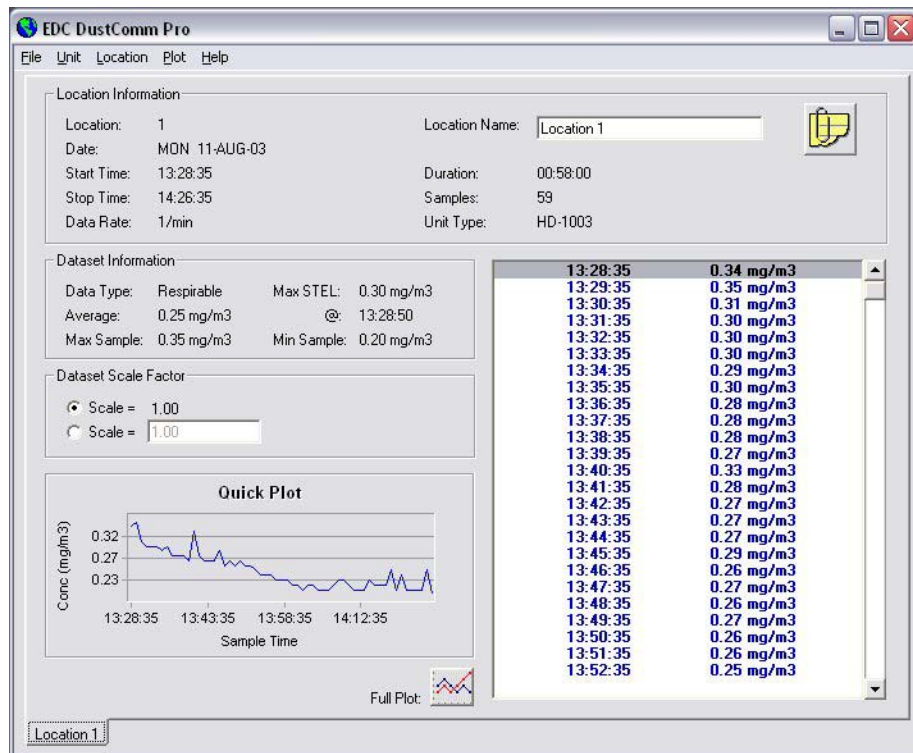 EDC DustComm Pro
File Unit Location Plot Help
Location Information
Location: 1
Location Name: Location 1
Date: MON 11-AUG-03
Start Time: 13:28:35
Duration: 00:58:00
Stop Time: 14:26:35
Samples: 59
Data Rate: 1/min
Unit Type: HD-1003
Dataset Information
Data Type: Respirable Max STEL: 0.30 mg/m3
Average: 0.25 mg/m3 @: 13:28:50
Max Sample: 0.35 mg/m3 Min Sample: 0.20 mg/m3
Dataset Scale Factor
Scale = 1.00
Scale = 1.00
Quick Plot
Conc (mg/m3)
0.32
0.27
0.23
13:28:35 13:43:35 13:58:35 14:12:35
Sample Time
Full Plot:
13:28:35 0.34 mg/m3
13:29:35 0.35 mg/m3
13:30:35 0.31 mg/m3
13:31:35 0.30 mg/m3
13:32:35 0.30 mg/m3
13:33:35 0.30 mg/m3
13:34:35 0.29 mg/m3
13:35:35 0.30 mg/m3
13:36:35 0.28 mg/m3
13:37:35 0.28 mg/m3
13:38:35 0.28 mg/m3
13:39:35 0.27 mg/m3
13:40:35 0.33 mg/m3
13:41:35 0.28 mg/m3
13:42:35 0.27 mg/m3
13:43:35 0.27 mg/m3
13:44:35 0.27 mg/m3
13:45:35 0.29 mg/m3
13:46:35 0.26 mg/m3
13:47:35 0.27 mg/m3
13:48:35 0.26 mg/m3
13:49:35 0.27 mg/m3
13:50:35 0.26 mg/m3
13:51:35 0.26 mg/m3
13:52:35 0.25 mg/m3
Location 1